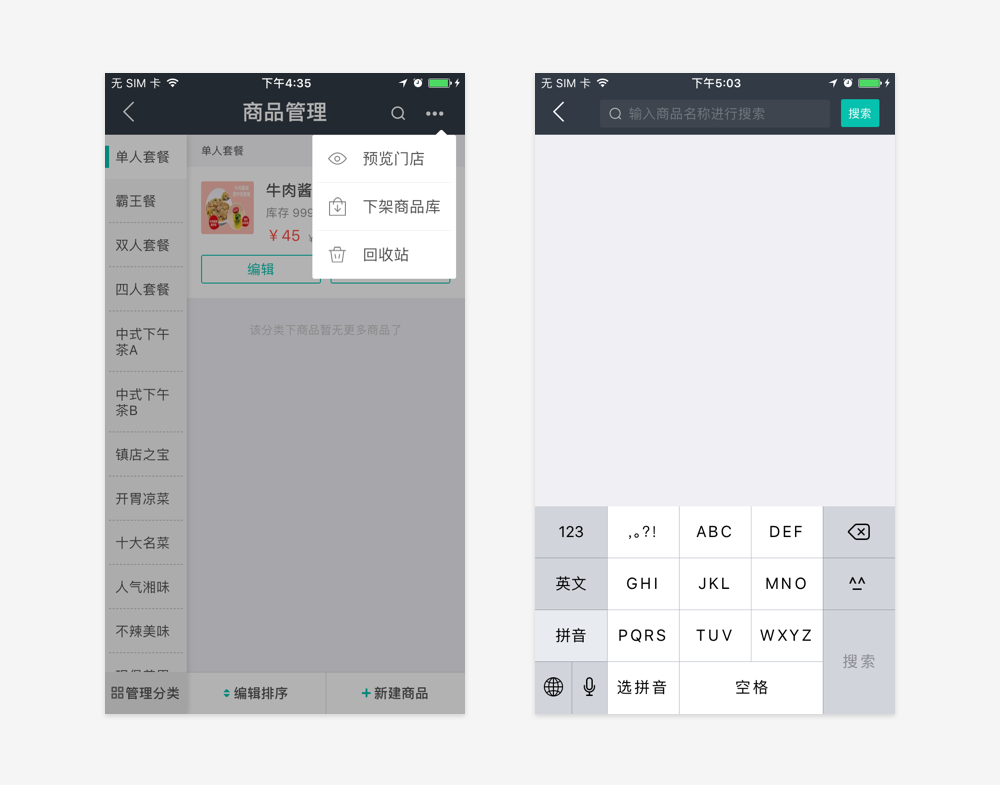 无 SIM 卡
下午4:35
商品管理
预览门店
下架商品库
回收站
单人套餐
霸王餐
双人套餐
四人套餐
中式下午
茶A
中式下午
茶B
镇店之宝
开胃凉菜
十大名菜
人气湘味
不辣美味
管理分类
单人套餐
牛肉酱
库存 999
￥45
编辑
该分类下商品暂无更多商品了
编辑排序
+新建商品
无 SIM 卡
下午5:03
输入商品名称进行搜索
搜索
123
,。?!
ABC
DEF
英文
GHI
JKL
MNO
^^
拼音
PQRS
TUV
WXYZ
搜索
选拼音
空格